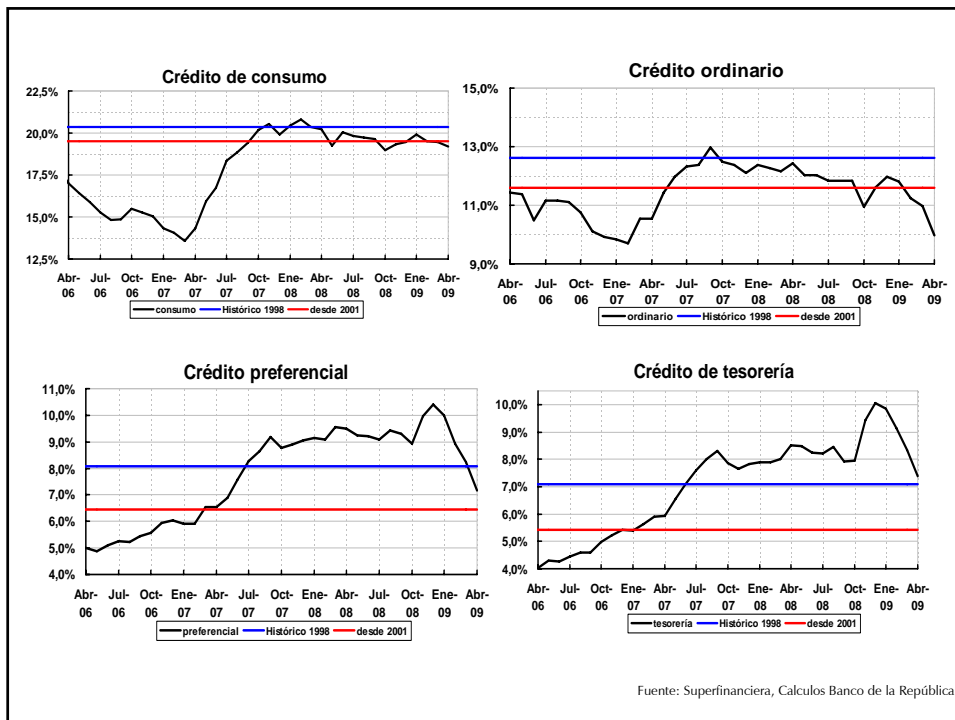 Crédito de consumo
22,5%
20,0%
17,5%
15,0%
12,5%
Abr- Jul- Oct- Ene- Abr- Jul- Oct- Ene- Abr- Jul- Oct- Ene- Abr-
06 06 06 07 07 07 07 08 08 08 08 09 09
consumo Histórico 1998 desde 2001
Crédito ordinario
15,0%
13,0%
11,0%
9,0%
Abr- Jul- Oct- Ene- Abr- Jul- Oct- Ene- Abr- Jul- Oct- Ene- Abr-
06 06 06 07 07 07 07 08 08 08 08 09 09
ordinario Histórico 1998 desde 2001
Crédito preferencial
11,0%
10,0%
9,0%
8,0%
7,0%
6,0%
5,0%
4,0%
Abr- Jul- Oct- Ene- Abr- Jul- Oct- Ene- Abr- Jul- Oct- Ene- Abr-
06 06 06 07 07 07 07 08 08 08 08 09 09
preferencial Histórico 1998 desde 2001
Crédito de tesorería
10,0%
9,0%
8,0%
7,0%
6,0%
5,0%
4,0%
Abr- Jul- Oct- Ene- Abr- Jul- Oct- Ene- Abr- Jul- Oct- Ene- Abr-
06 06 06 07 07 07 07 08 08 08 08 09 09
tesorería Histórico 1998 desde 2001
Fuente: Superfinanciera, Calculos Banco de la República